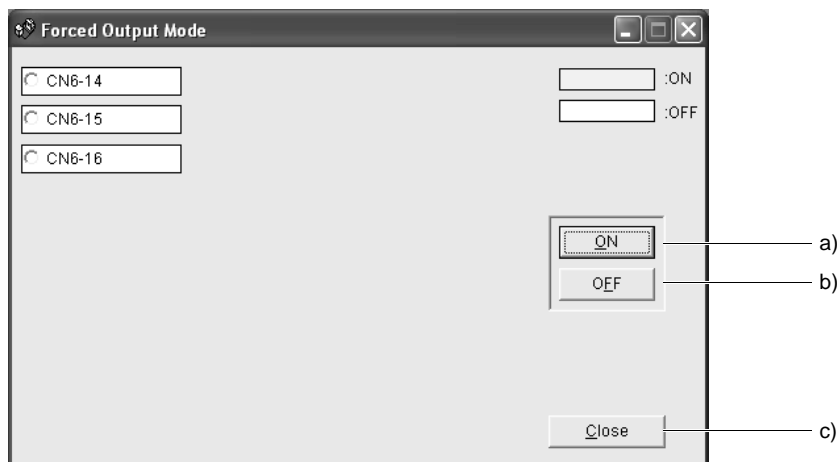 Forced Output Mode
CN6-14
CN6-15
CN6-16
:ON
:OFF
ON
OFF
Close
a)
b)
c)